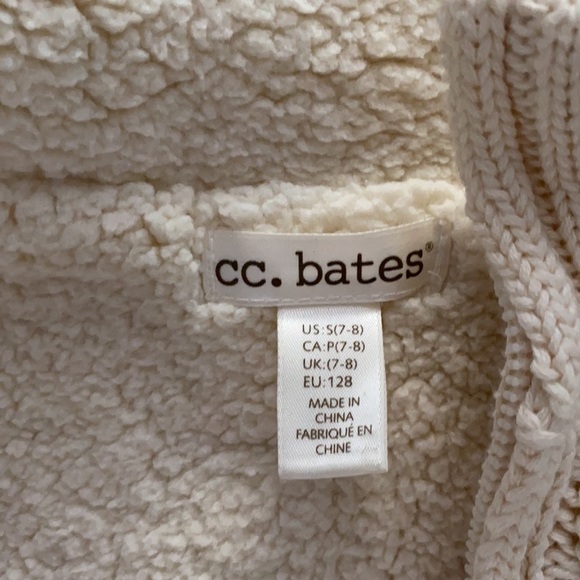 cc. bates®
US:S(7-8)
CA:P(7-8)
UK:(7-8)
EU:128
MADE IN
CHINA
FABRIQUÉ EN
CHINE